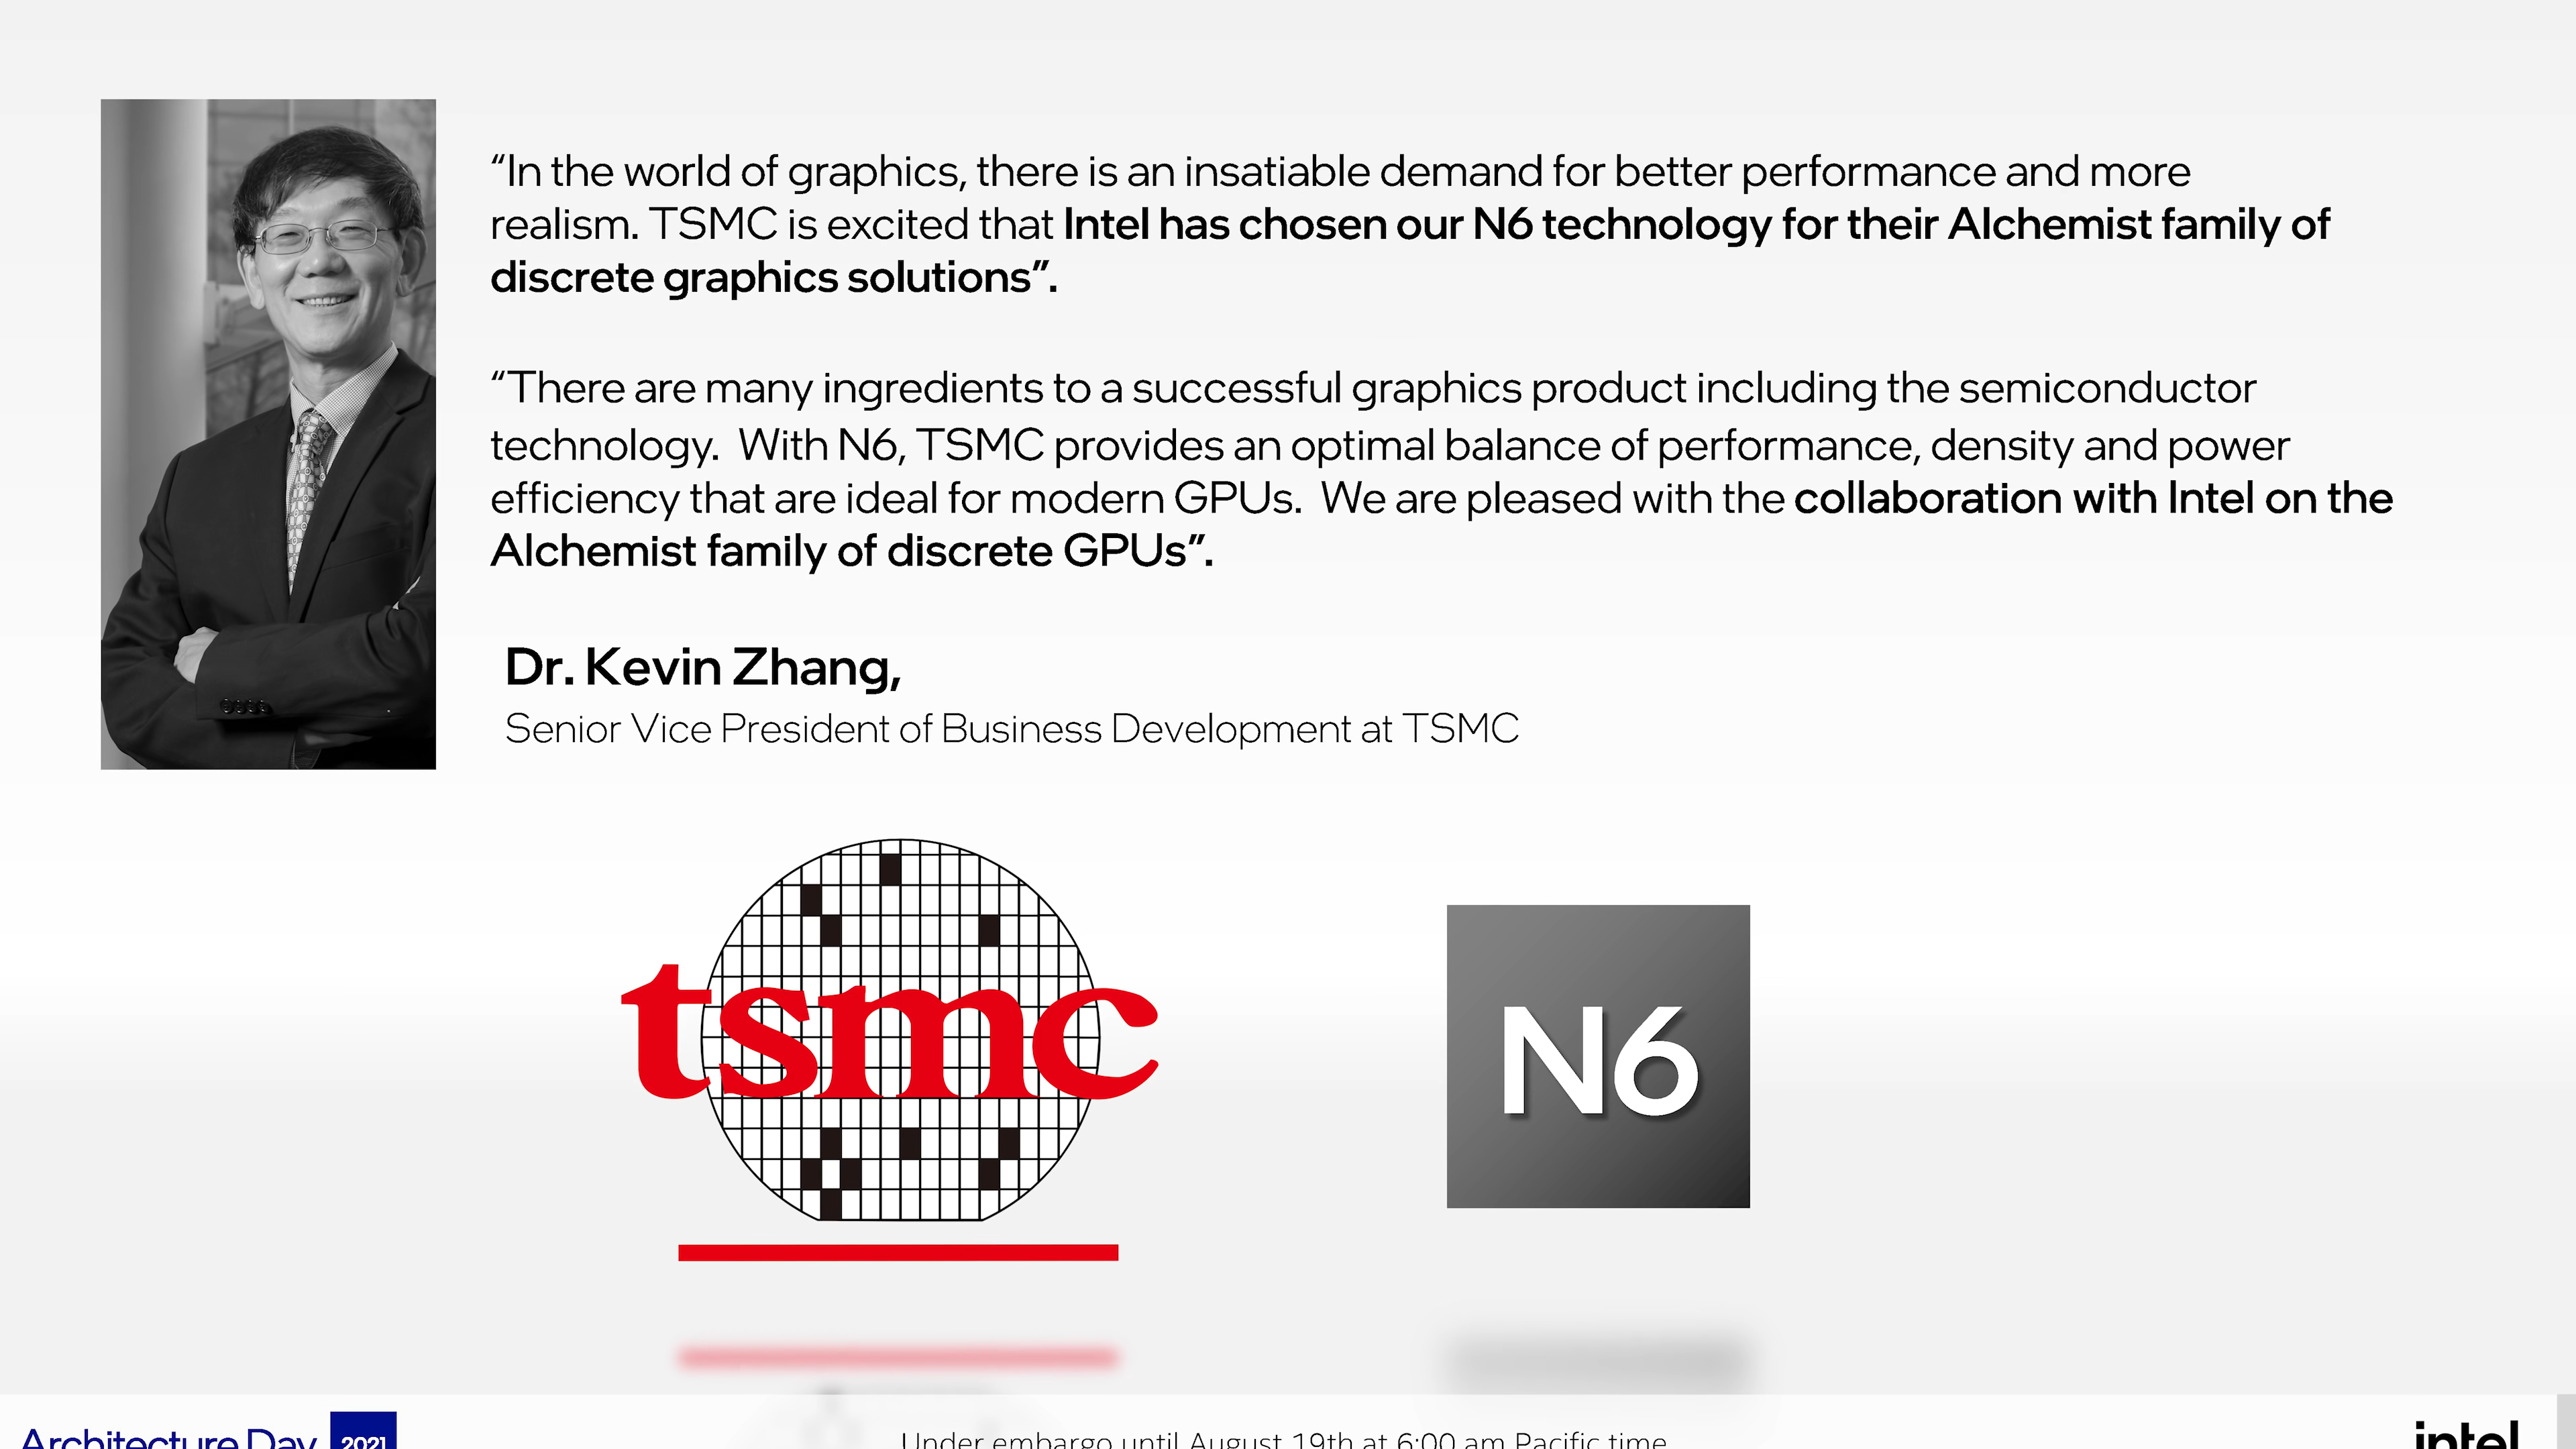 “In the world of graphics, there is an insatiable demand for better performance and more
realism. TSMC is excited that Intel has chosen our N6 technology for their Alchemist family of
discrete graphics solutions”.
“There are many ingredients to a successful graphics product including the semiconductor
technology.  With N6, TSMC provides an optimal balance of performance, density and power
efficiency that are ideal for modern GPUs.  We are pleased with the collaboration with Intel on the
Alchemist family of discrete GPUs”.
Dr. Kevin Zhang,
Senior Vice President of Business Development at TSMC
tsmc
N6
Architecture Day 2021
Under embargo until August 19th at 6:00 am Pacific time
intel